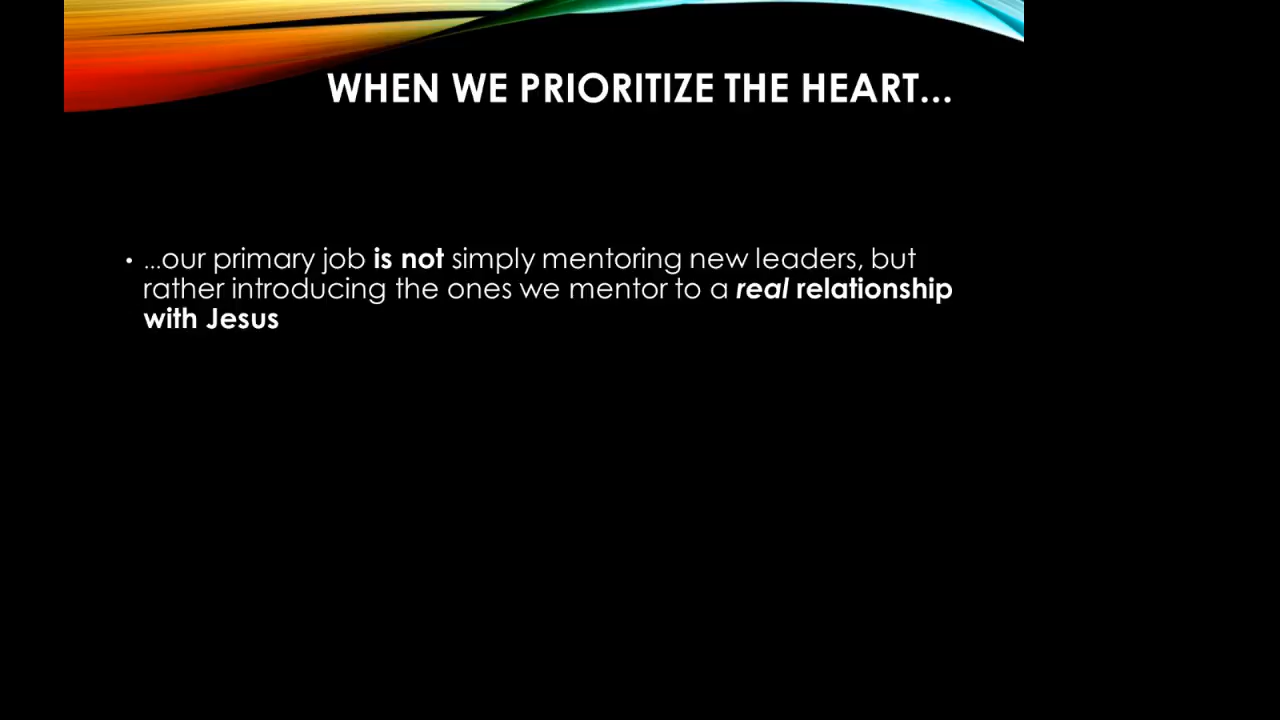 WHEN WE PRIORITIZE THE HEART...
• ...our primary job is not simply mentoring new leaders, but
rather introducing the ones we mentor to a real relationship
with Jesus